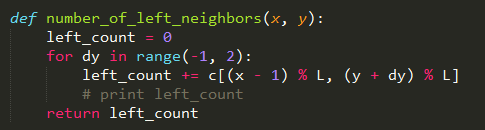 def number_of_left_neighbors(x, y):
    left_count = 0
    for dy in range(-1, 2):
        left_count += c[(x - 1) % L, (y + dy) % L]
        # print left_count
    return left_count